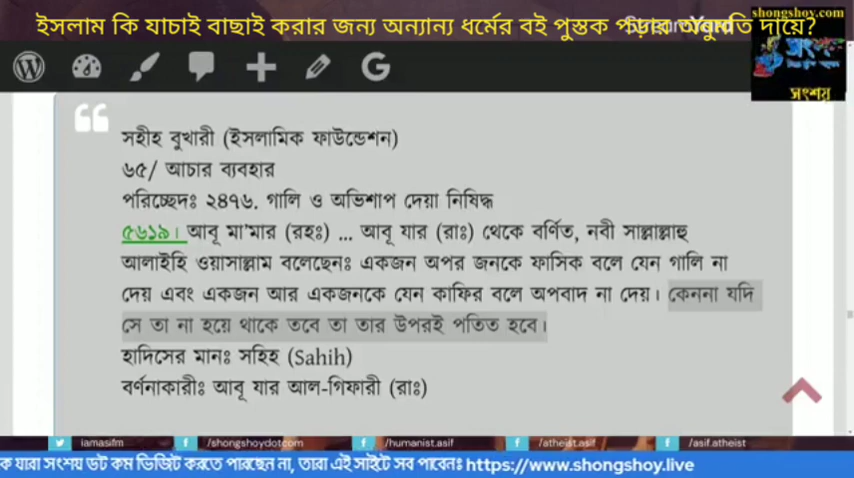 ইসলাম কি যাচাই বাছাই করার জন্য অন্যান্য ধর্মের বই পুস্তক পড়ার অনুমতি দায়ে?
shongshoy.com
সংশয়
সহীহ বুখারী (ইসলামিক ফাউন্ডেশন)
৬৫/ আচার ব্যবহার
পরিচ্ছেদঃ ২৪৭৬. গালি ও অভিশাপ দেয়া নিষিদ্ধ
৫৬১৯। আবূ মা'মার (রহঃ) ... আবূ যার (রাঃ) থেকে বর্ণিত, নবী সাল্লাল্লাহু
আলাইহি ওয়াসাল্লাম বলেছেনঃ একজন অপর জনকে ফাসিক বলে যেন গালি না
দেয় এবং একজন আর একজনকে যেন কাফির বলে অপবাদ না দেয়। কেননা যদি
সে তা না হয়ে থাকে তবে তা তার উপরই পতিত হবে।
হাদিসের মানঃ সহিহ (Sahih)
বর্ণনাকারীঃ আবূ যার আল-গিফারী (রাঃ)
iamasifm /shongshoydotcom /humanist.asif /atheist.asif /asif.atheist
ক যারা সংশয় ডট কম ভিজিট করতে পারছেন না, তারা এই সাইটে সব পাবেনঃ https://www.shongshoy.live